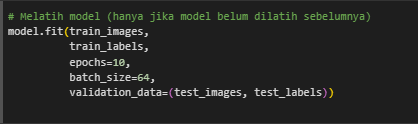 # Melatih model (hanya jika model belum dilatih sebelumnya)
model.fit(train_images,
          train_labels,
          epochs=10,
          batch_size=64,
          validation_data=(test_images, test_labels))